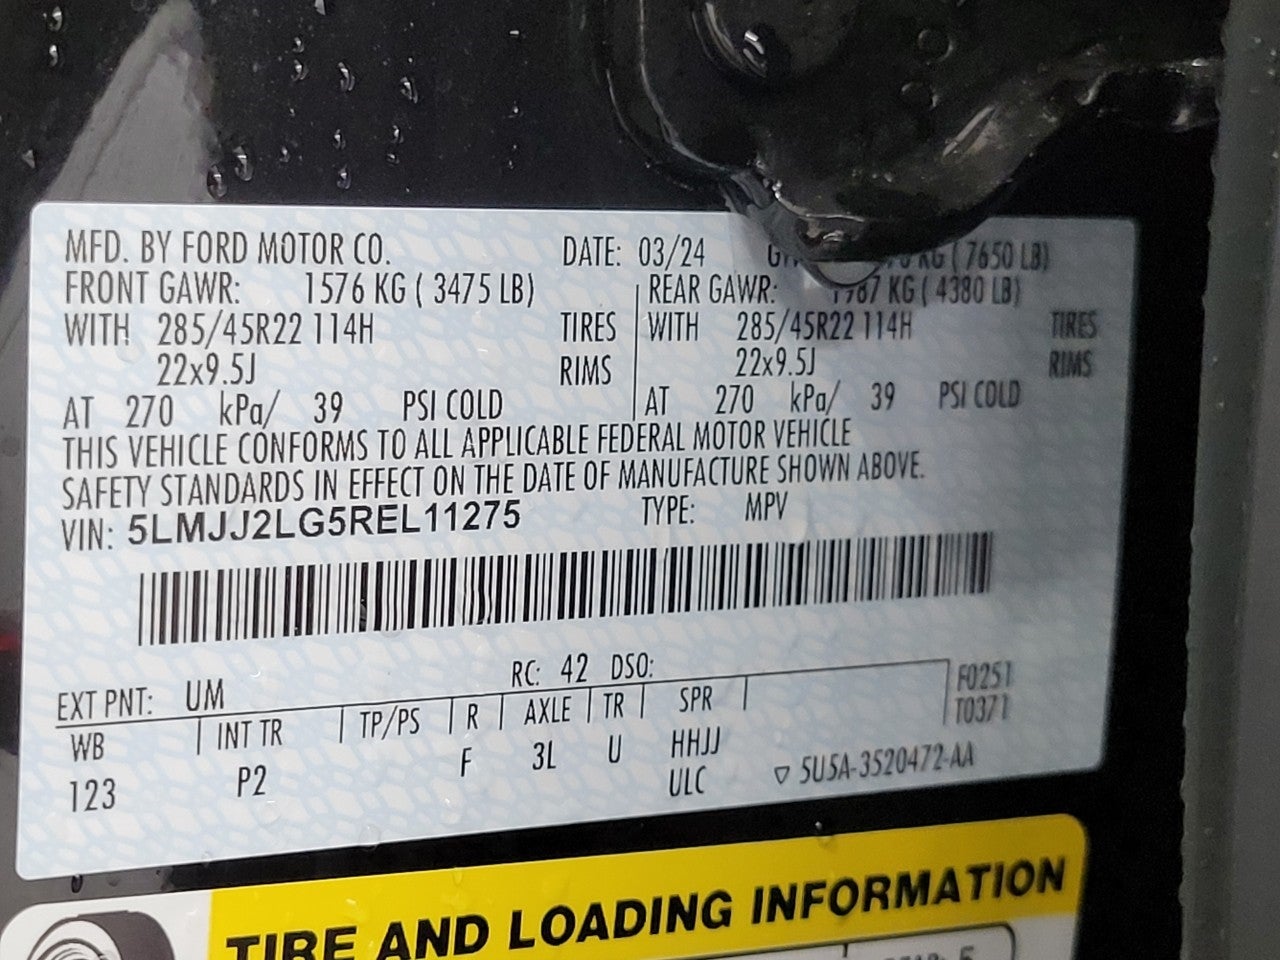 MFD. BY FORD MOTOR CO. DATE: 03/24 KG ( 7650 LB)
FRONT GAWR: 1576 KG ( 3475 LB) REAR GAWR: 1987 KG ( 4380 LB)
WITH 285/45R22 114H TIRES WITH 285/45R22 114H TIRES
22x9.5J RIMS 22x9.5J RIMS
AT 270 kPa/ 39 PSI COLD AT 270 kPa/ 39 PSI COLD
THIS VEHICLE CONFORMS TO ALL APPLICABLE FEDERAL MOTOR VEHICLE
SAFETY STANDARDS IN EFFECT ON THE DATE OF MANUFACTURE SHOWN ABOVE.
VIN: 5LMJJ2LG5REL11275 TYPE: MPV
EXT PNT: UM RC: 42 DSO: F0251
WB INT TR TP/PS R AXLE TR SPR T0371
123 P2 F 3L U HHJJ
ULC ▽ 5U5A-3520472-AA
TIRE AND LOADING INFORMATION